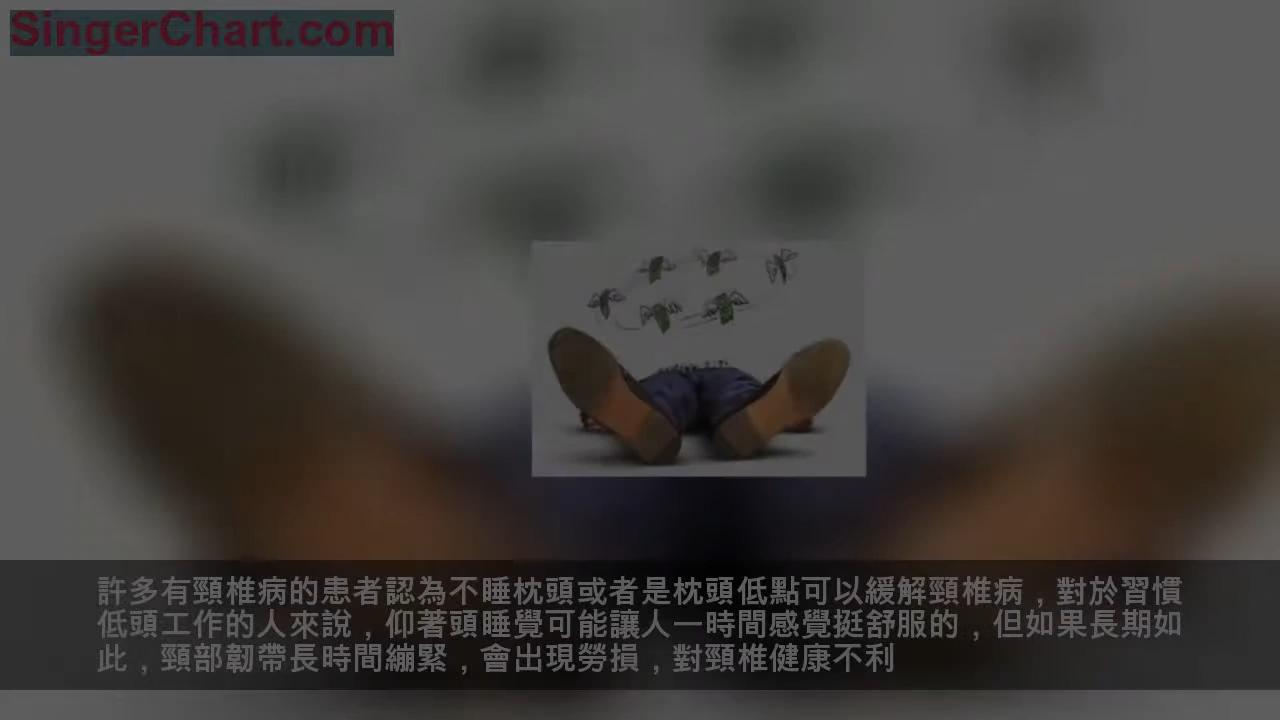 SingerChart.com
許多有頸椎病的患者認為不睡枕頭或者是枕頭低點可以緩解頸椎病，對於習慣
低頭工作的人來說，仰著頭睡覺可能讓人一時間感覺挺舒服的，但如果長期如
此，頸部韌帶長時間繃緊，會出現勞損，對頸椎健康不利